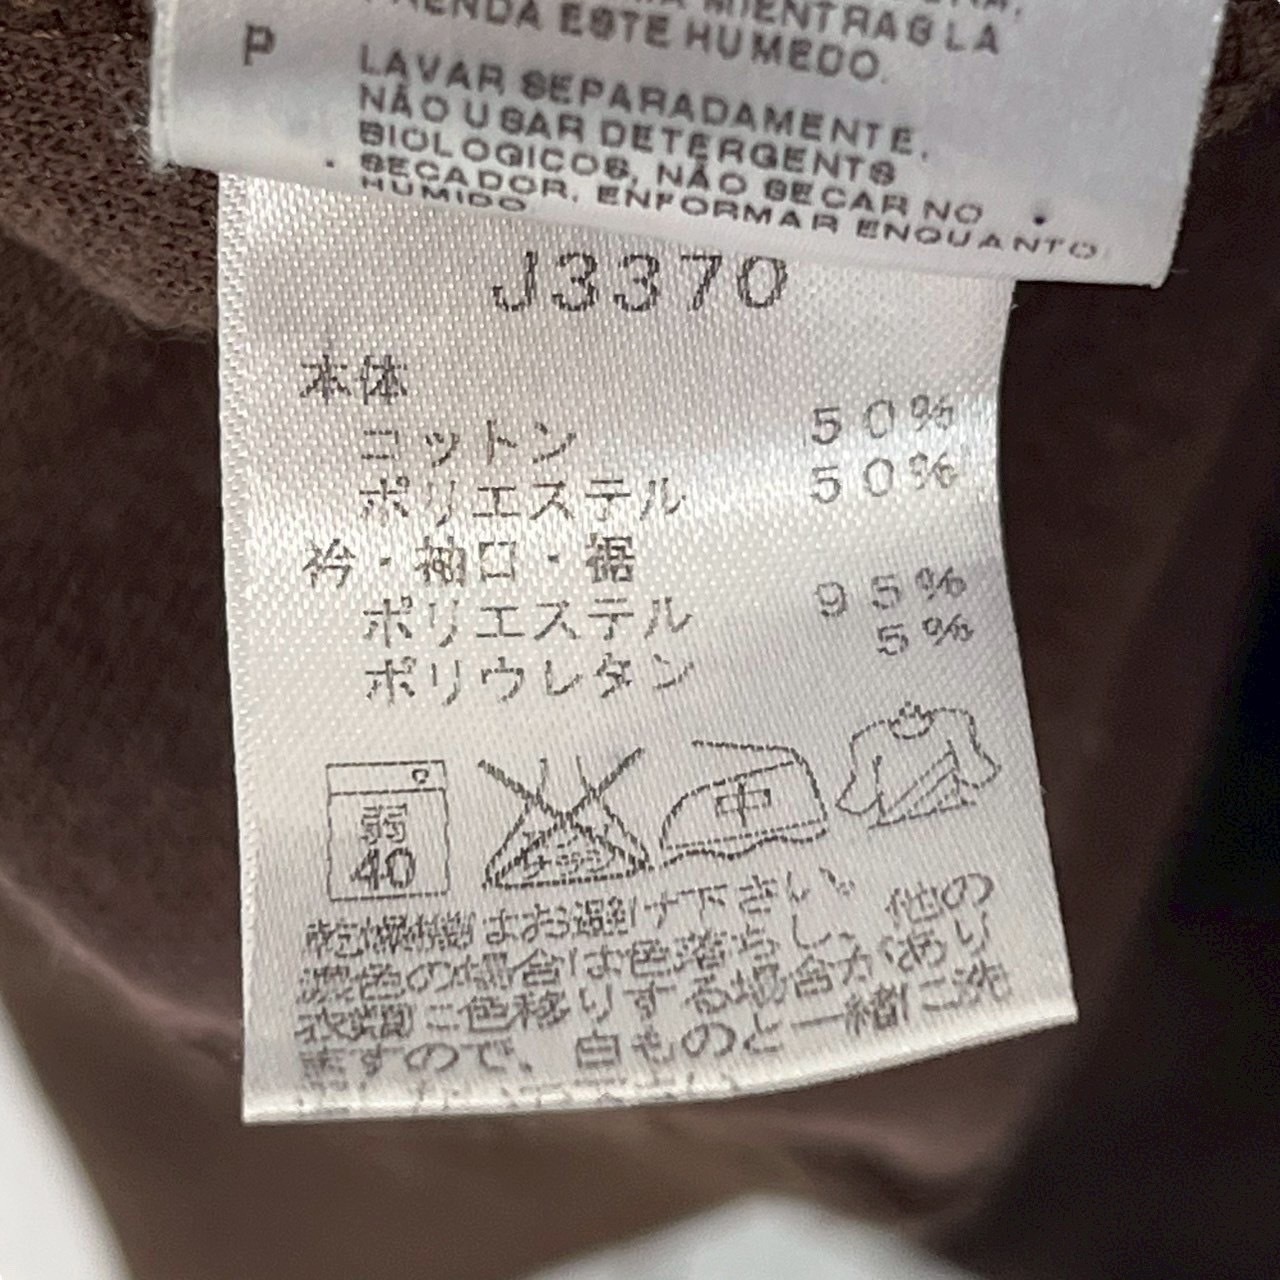 MIENTRAS LA
PRENDA ESTE HUMEDO.
P
LAVAR SEPARADAMENTE.
NÃO USAR DETERGENTS
BIOLOGICOS, NÃO SECAR NO
SECADOR. ENFORMAR ENQUANTO
HUMIDO
J3370
本体
コットン 50%
ポリエステル 50%
衿・袖口・裾
ポリエステル 95%
ポリウレタン 5%
弱
40
中
乾燥機はお避け下さい、
濃色の場合は色落ちし、他の
衣類に色移りする場合があり
ますので、白ものと一緒に洗